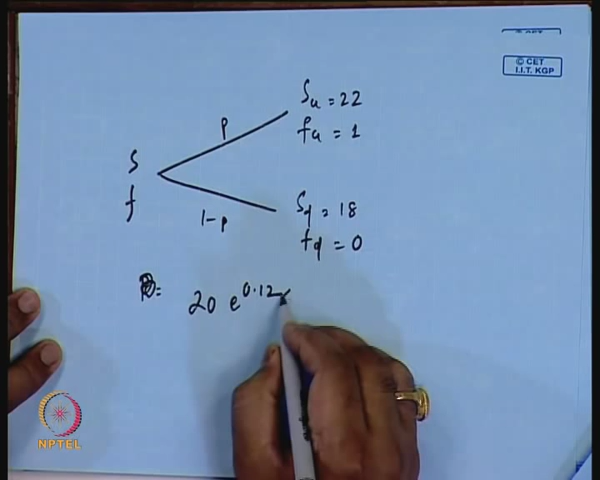 © CET
I.I.T. KGP
Su = 22
fu = 1
p
S
f
1-p
Sd = 18
fd = 0
20 e^0.12
NPTEL